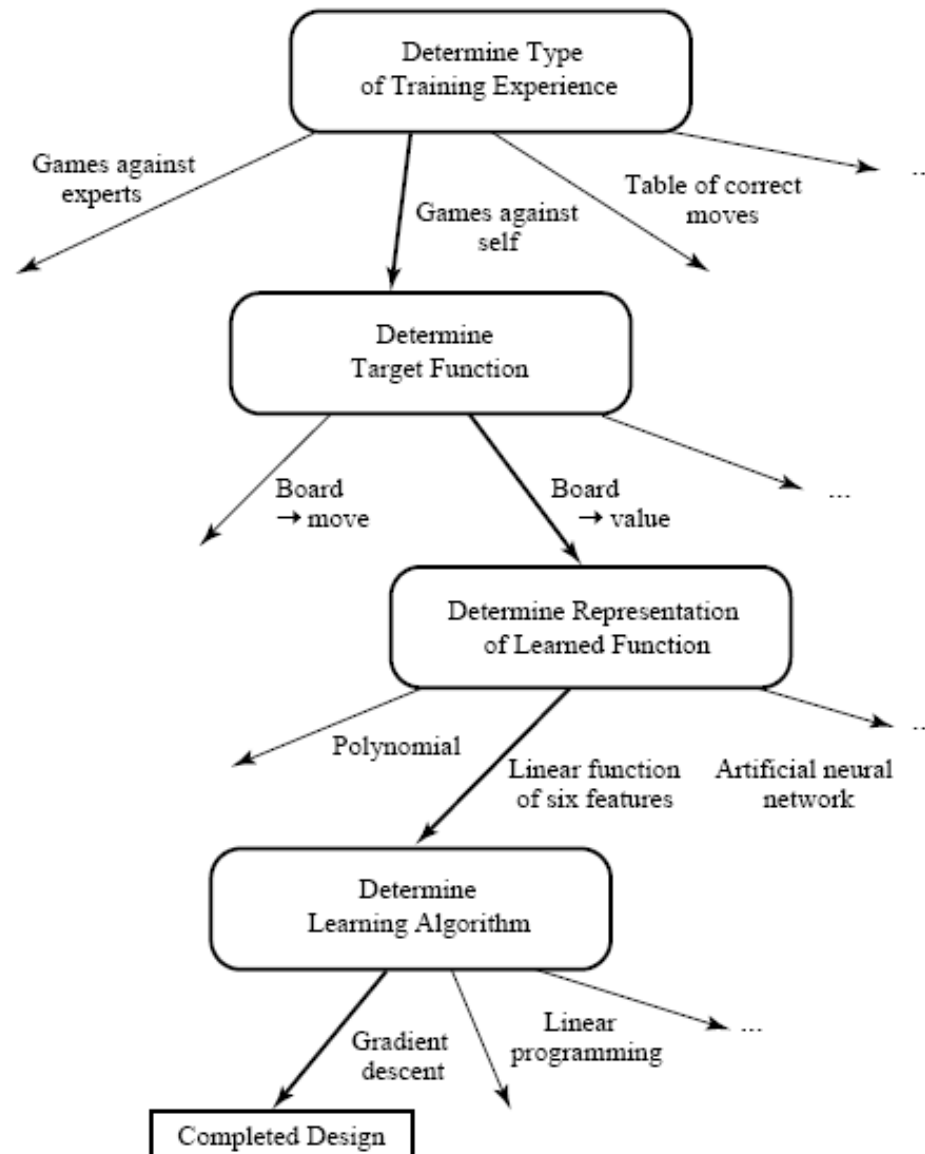 Determine Type
of Training Experience
Games against
experts
Games against
self
Table of correct
moves
...
Determine
Target Function
Board
→ move
Board
→ value
...
Determine Representation
of Learned Function
Polynomial
Linear function
of six features
Artificial neural
network
...
Determine
Learning Algorithm
Gradient
descent
Linear
programming
...
Completed Design